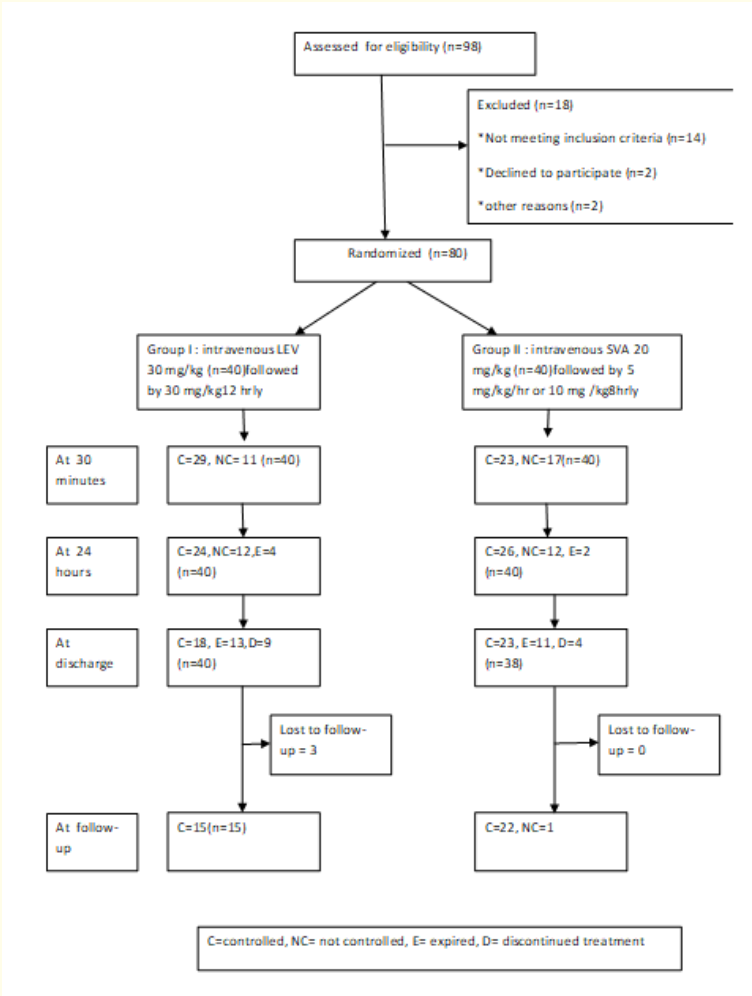 Assessed for eligibility (n=98)
Excluded (n=18)
*Not meeting inclusion criteria (n=14)
*Declined to participate (n=2)
*other reasons (n=2)
Randomized (n=80)
Group I : intravenous LEV
30 mg/kg (n=40)followed
by 30 mg/kg12 hrly
Group II : intravenous SVA 20
mg/kg (n=40)followed by 5
mg/kg/hr or 10 mg /kg8hrly
At 30
minutes
C=29, NC= 11 (n=40)
C=23, NC=17(n=40)
At 24
hours
C=24,NC=12,E=4
(n=40)
C=26, NC=12, E=2
(n=40)
At
discharge
C=18, E=13,D=9
(n=40)
C=23, E=11, D=4
(n=38)
Lost to follow-
up = 3
Lost to follow-
up = 0
At follow-
up
C=15(n=15)
C=22, NC=1
C=controlled, NC= not controlled, E= expired, D= discontinued treatment